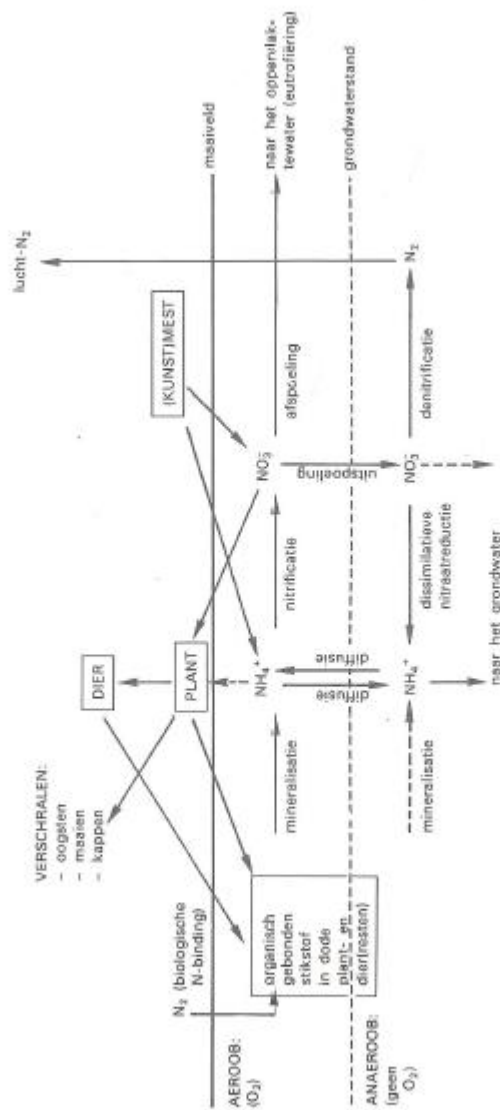 lucht-N₂
VERSCHRALEN:
– oogsten
– maaien
– kappen
DIER
N₂ (biologische
N-binding)
PLANT
(KUNST)MEST
maaiveld
AEROOB:
(O₂)
organisch
gebonden
stikstof
in dode
plant- en
dier(resten)
mineralisatie
NH₄⁺
nitrificatie
NO₃⁻
afspoeling
naar het oppervlak-
tewater (eutrofiëring)
diffusie
diffusie
uitspoeling
grondwaterstand
ANAEROOB:
(geen
O₂)
mineralisatie
NH₄⁺
dissimilatieve
nitraatreductie
NO₃⁻
denitrificatie
N₂
naar het grondwater